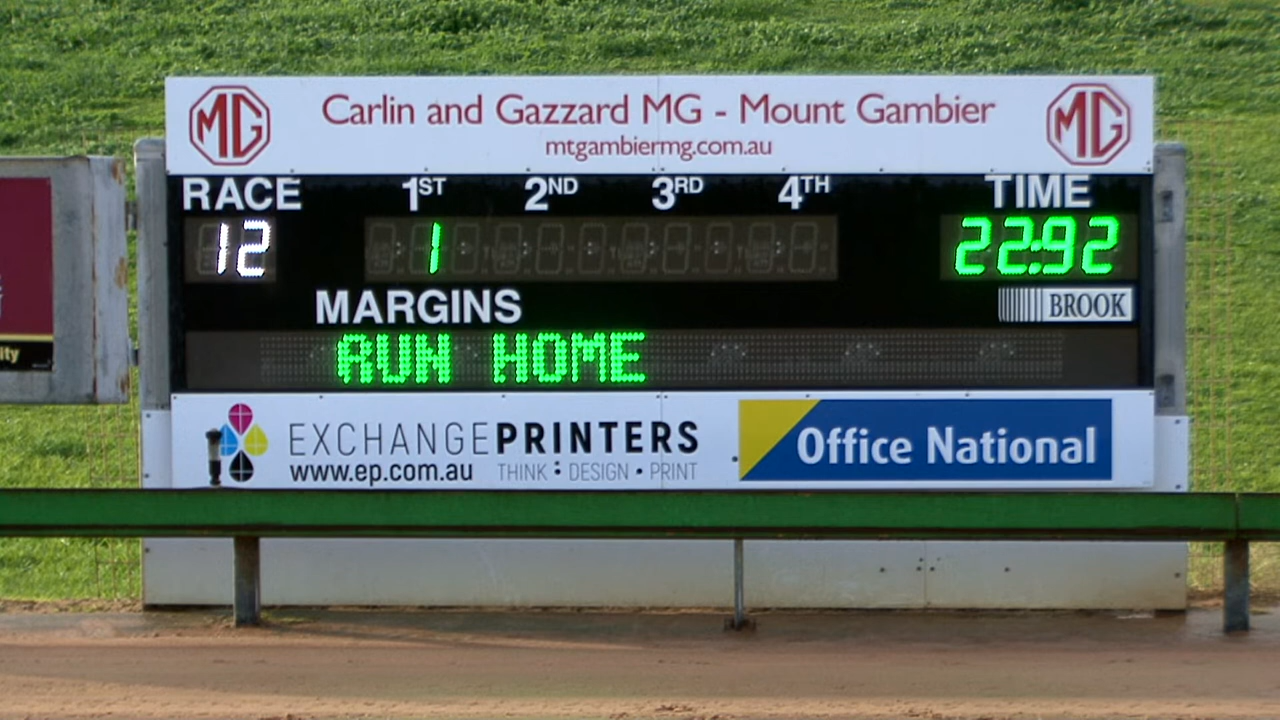 MG Carlin and Gazzard MG - Mount Gambier MG
mtgambiermg.com.au
RACE 1ST 2ND 3RD 4TH TIME
12 1 22:92
MARGINS BROOK
RUN HOME
ity
EXCHANGEPRINTERS
www.ep.com.au THINK : DESIGN • PRINT
Office National